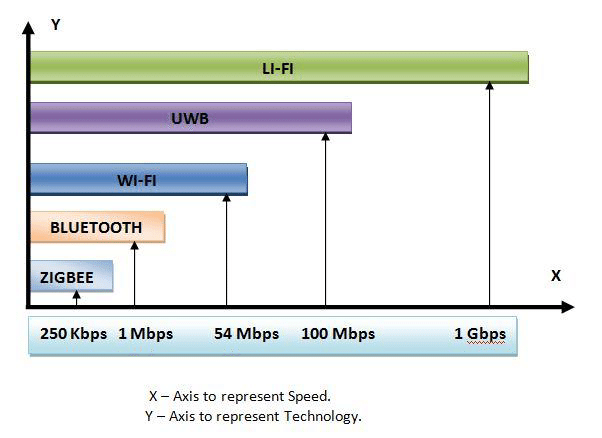 Y
LI-FI
UWB
WI-FI
BLUETOOTH
ZIGBEE
X
250 Kbps 1 Mbps 54 Mbps 100 Mbps 1 Gbps
X – Axis to represent Speed.
Y – Axis to represent Technology.